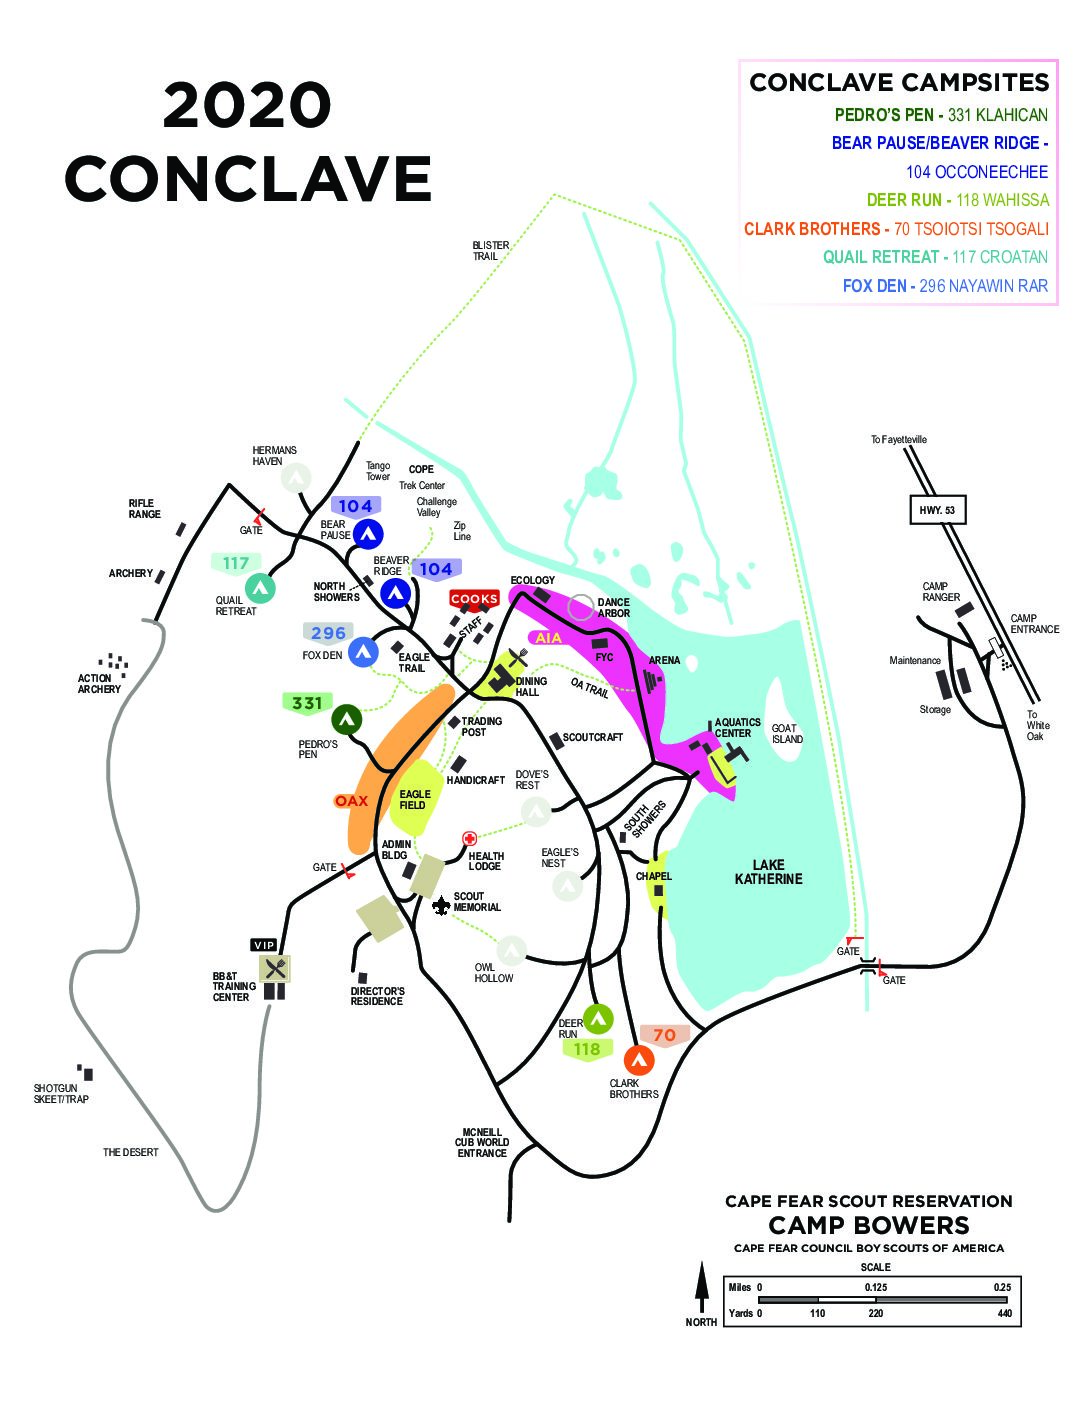 2020
CONCLAVE
CONCLAVE CAMPSITES
PEDRO'S PEN - 331 KLAHICAN
BEAR PAUSE/BEAVER RIDGE -
104 OCCONEECHEE
DEER RUN - 118 WAHISSA
CLARK BROTHERS - 70 TSOIOTSI TSOGALI
QUAIL RETREAT - 117 CROATAN
FOX DEN - 296 NAYAWIN RAR
BLISTER
TRAIL
To Fayetteville
HWY. 53
HERMANS
HAVEN
Tango
Tower
COPE
Trek Center
Challenge
Valley
Zip
Line
RIFLE
RANGE
GATE
104
BEAR
PAUSE
117
QUAIL
RETREAT
ARCHERY
NORTH
SHOWERS
BEAVER
RIDGE
104
COOKS
STAFF
ECOLOGY
DANCE
ARBOR
AIA
FYC
ARENA
CAMP
RANGER
CAMP
ENTRANCE
Maintenance
Storage
To
White
Oak
296
FOX DEN
EAGLE
TRAIL
ACTION
ARCHERY
DINING
HALL
OA TRAIL
331
PEDRO'S
PEN
TRADING
POST
SCOUTCRAFT
AQUATICS
CENTER
GOAT
ISLAND
HANDICRAFT
DOVE'S
REST
OAX
EAGLE
FIELD
SOUTH
SHOWERS
ADMIN
BLDG
HEALTH
LODGE
EAGLE'S
NEST
CHAPEL
LAKE
KATHERINE
GATE
SCOUT
MEMORIAL
VIP
BB&T
TRAINING
CENTER
DIRECTOR'S
RESIDENCE
OWL
HOLLOW
GATE
GATE
DEER
RUN
118
70
CLARK
BROTHERS
SHOTGUN
SKEET/TRAP
THE DESERT
MCNEILL
CUB WORLD
ENTRANCE
CAPE FEAR SCOUT RESERVATION
CAMP BOWERS
CAPE FEAR COUNCIL BOY SCOUTS OF AMERICA
SCALE
Miles 0 0.125 0.25
Yards 0 110 220 440
NORTH